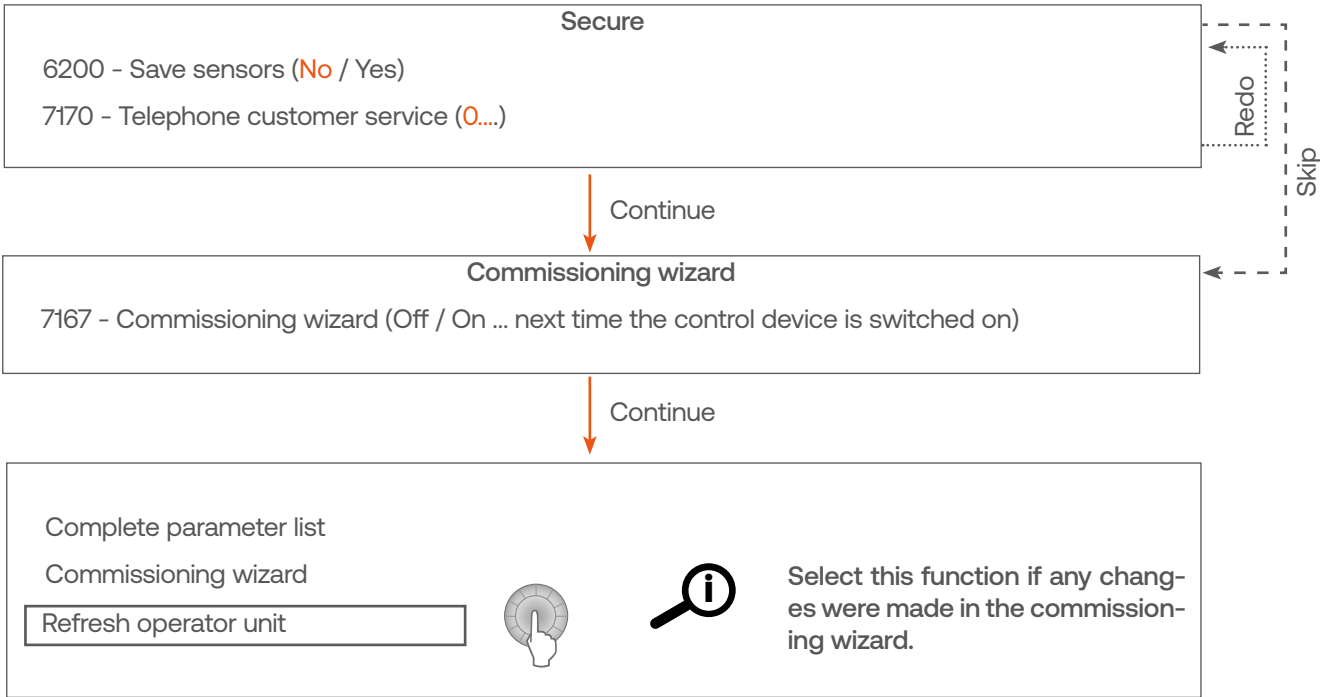 Secure
6200 - Save sensors (No / Yes)
7170 - Telephone customer service (0....)
Redo
Skip
Continue
Commissioning wizard
7167 - Commissioning wizard (Off / On ... next time the control device is switched on)
Continue
Complete parameter list
Commissioning wizard
Refresh operator unit
i
Select this function if any chang-
es were made in the commission-
ing wizard.